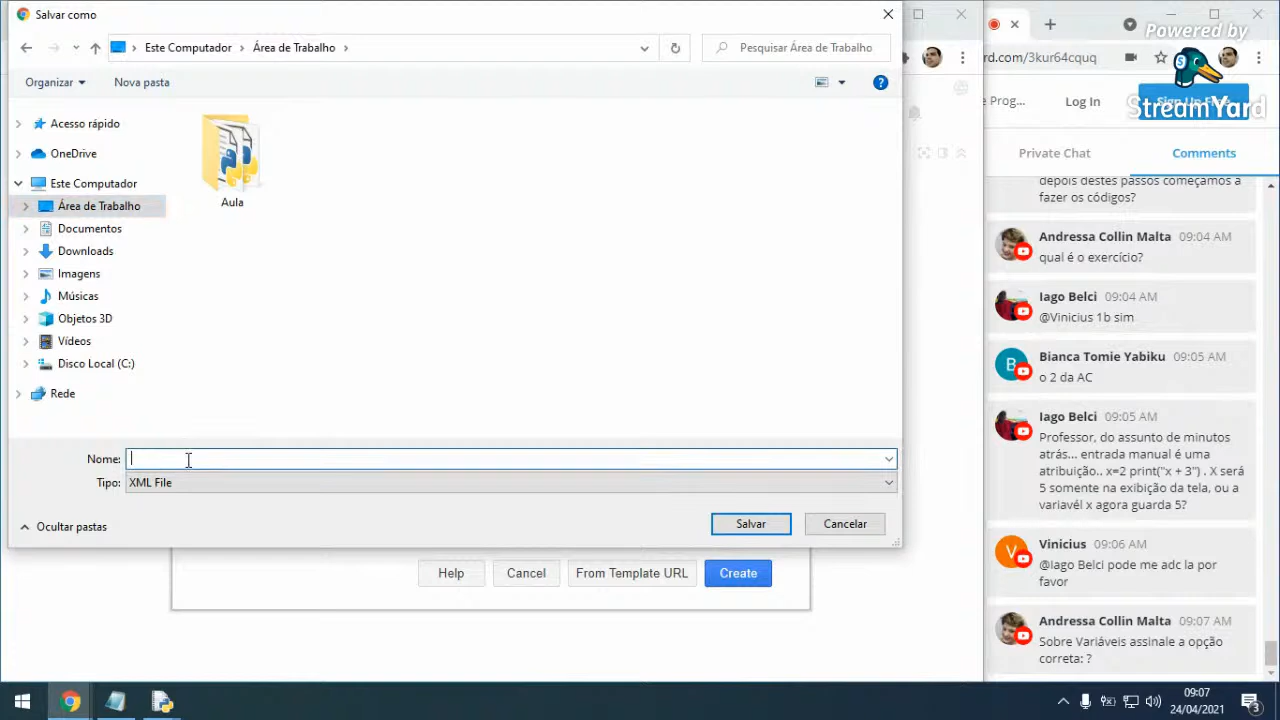 Salvar como
Este Computador
Área de Trabalho
Pesquisar Área de Trabalho
Organizar
Nova pasta
Acesso rápido
OneDrive
Este Computador
Área de Trabalho
Documentos
Downloads
Imagens
Músicas
Objetos 3D
Vídeos
Disco Local (C:)
Rede
Aula
Nome:
Tipo:
XML File
Ocultar pastas
Salvar
Cancelar
Help
Cancel
From Template URL
Create
Powered by
StreamYard
rd.com/3kur64cquq
e Prog...
Log In
Private Chat
Comments
depois destes passos começamos a
fazer os códigos?
Andressa Collin Malta 09:04 AM
qual é o exercício?
Iago Belci 09:04 AM
@Vinicius 1b sim
B
Bianca Tomie Yabiku 09:05 AM
o 2 da AC
Iago Belci 09:05 AM
Professor, do assunto de minutos
atrás... entrada manual é uma
atribuição.. x=2 print("x + 3") . X será
5 somente na exibição da tela, ou a
variavél x agora guarda 5?
V
Vinicius 09:06 AM
@Iago Belci pode me adc la por
favor
Andressa Collin Malta 09:07 AM
Sobre Variáveis assinale a opção
correta: ?
09:07
24/04/2021
3